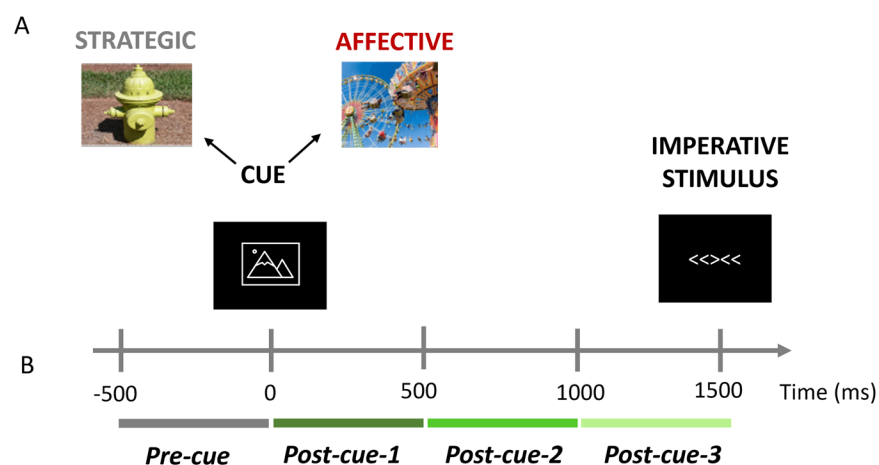 A
STRATEGIC
AFFECTIVE
CUE
IMPERATIVE
STIMULUS
<<><<
B
-500
0
500
1000
1500
Time (ms)
Pre-cue
Post-cue-1
Post-cue-2
Post-cue-3